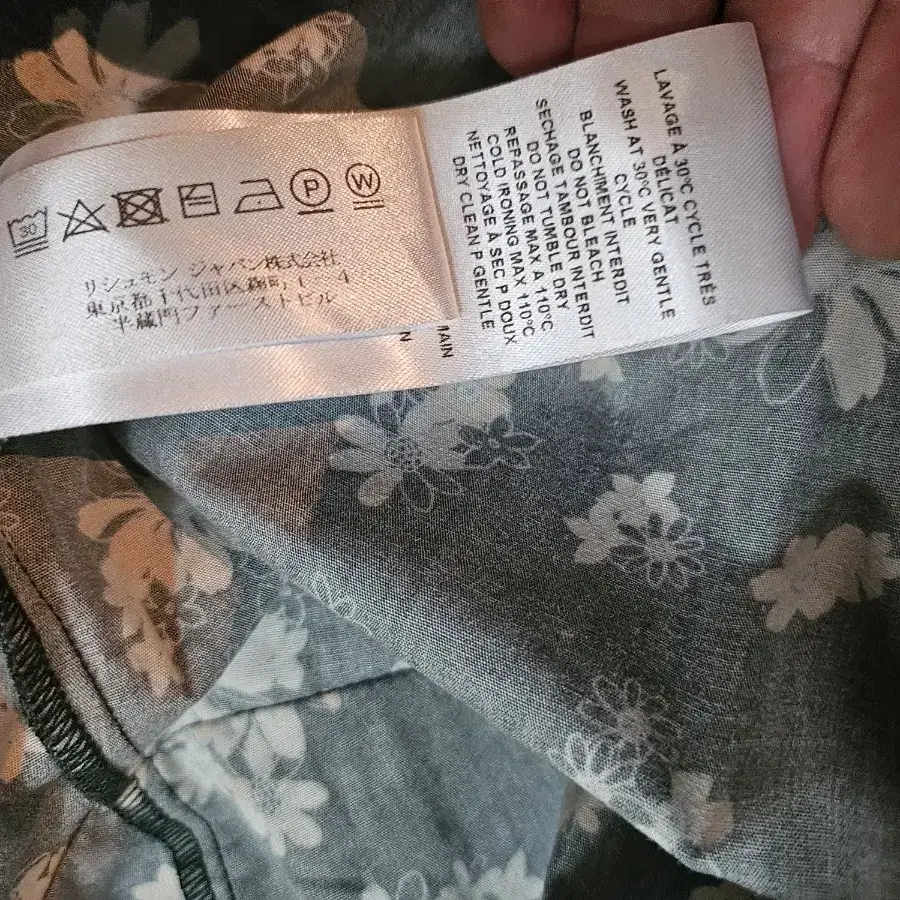 30
P
W
リシュモン ジャパン株式会社
東京都千代田区麹町1-4
半蔵門ファーストビル
LAVAGE À 30°C CYCLE TRÈS
DÉLICAT
WASH AT 30°C VERY GENTLE
CYCLE
BLANCHIMENT INTERDIT
DO NOT BLEACH
SECHAGE TAMBOUR INTERDIT
DO NOT TUMBLE DRY
REPASSAGE MAX A 110°C
COLD IRONING MAX 110°C
NETTOYAGE À SEC P DOUX
DRY CLEAN P GENTLE